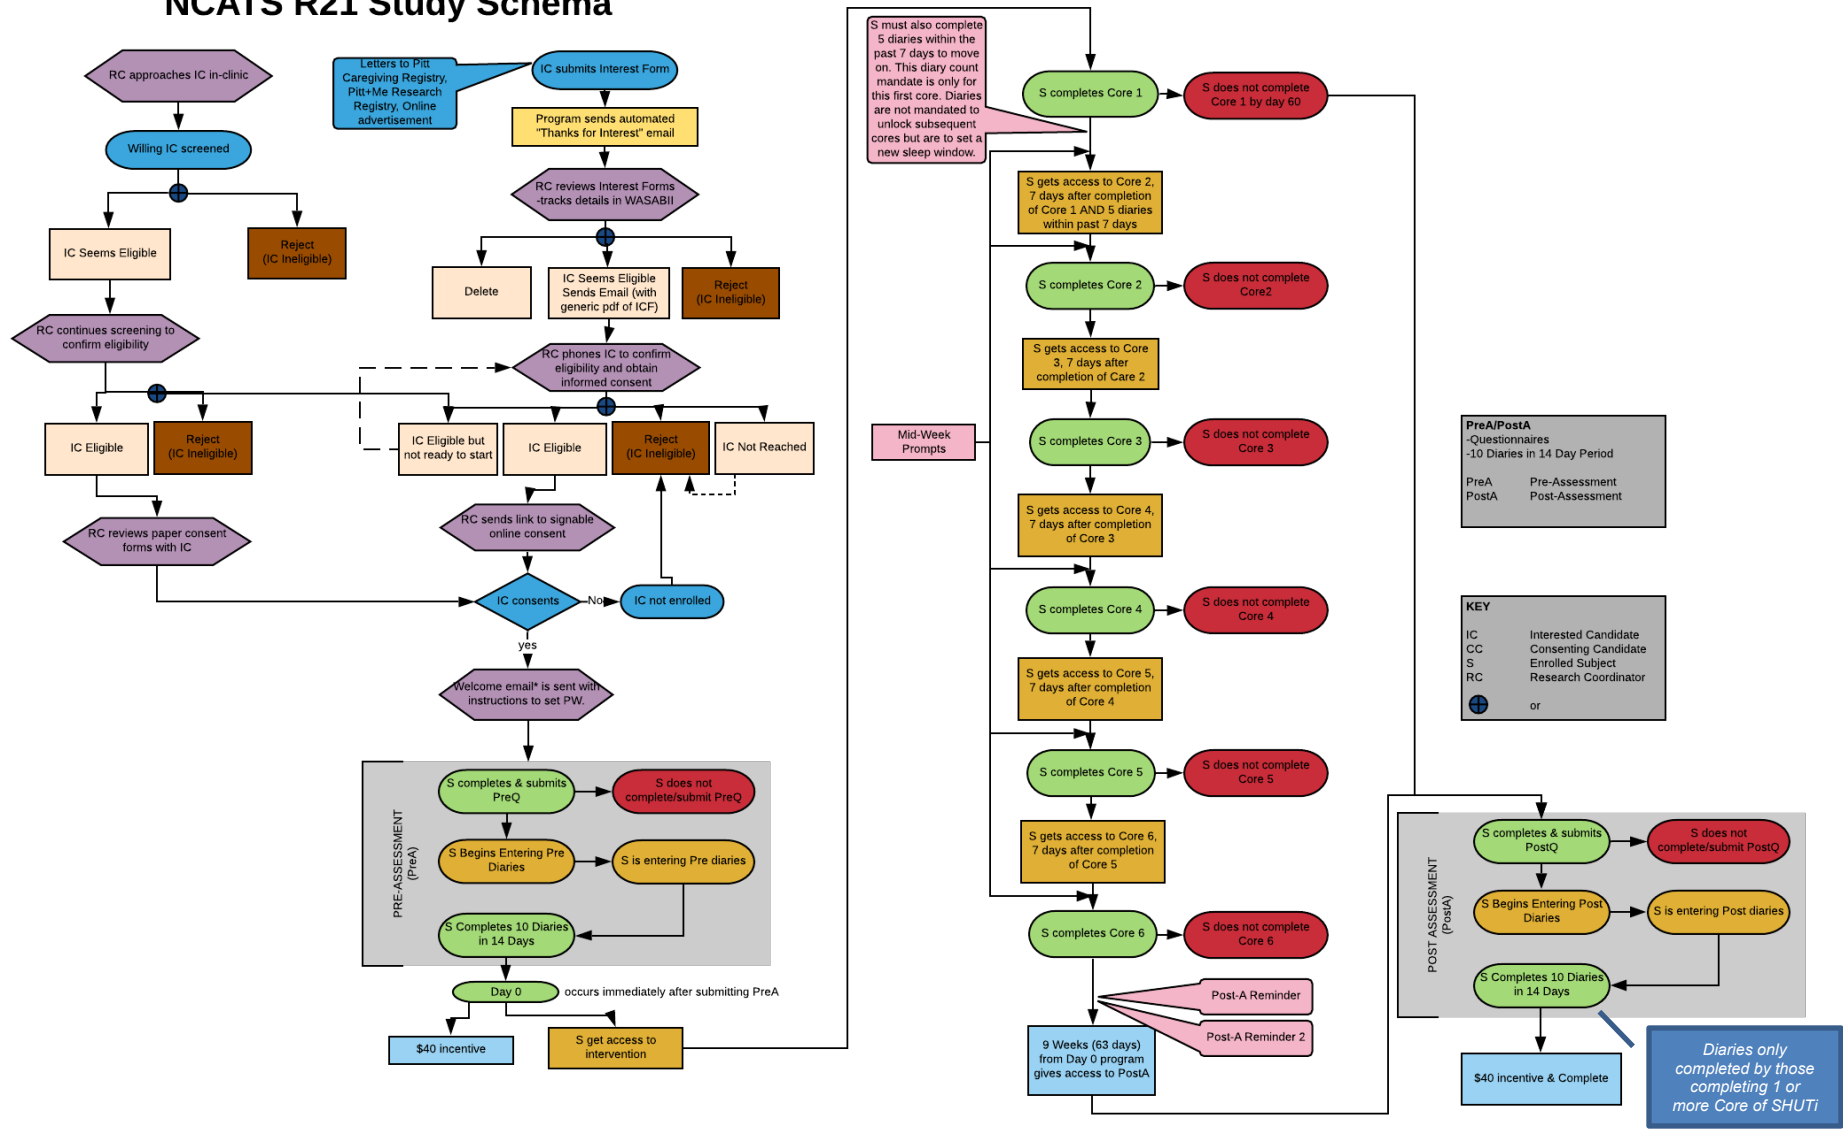 NCATS R21 Study Schema
RC approaches IC in-clinic
Willing IC screened
IC Seems Eligible
Reject
(IC Ineligible)
RC continues screening to
confirm eligibility
IC Eligible
Reject
(IC Ineligible)
RC reviews paper consent
forms with IC
Letters to Pitt
Caregiving Registry,
Pitt+Me Research
Registry, Online
advertisement
IC submits Interest Form
Program sends automated
"Thanks for Interest" email
RC reviews Interest Forms
-tracks details in WASABII
Delete
IC Seems Eligible
Sends Email (with
generic pdf of ICF)
Reject
(IC Ineligible)
RC phones IC to confirm
eligibility and obtain
informed consent
IC Eligible but
not ready to start
IC Eligible
Reject
(IC Ineligible)
IC Not Reached
RC sends link to signable
online consent
IC consents
No
IC not enrolled
yes
Welcome email* is sent with
instructions to set PW.
PRE-ASSESSMENT
(PreA)
S completes & submits
PreQ
S does not
complete/submit PreQ
S Begins Entering Pre
Diaries
S is entering Pre diaries
S Completes 10 Diaries
in 14 Days
Day 0
occurs immediately after submitting PreA
$40 incentive
S get access to
intervention
S must also complete
5 diaries within the
past 7 days to move
on. This diary count
mandate is only for
this first core. Diaries
are not mandated to
unlock subsequent
cores but are to set a
new sleep window.
S completes Core 1
S does not complete
Core 1 by day 60
S gets access to Core 2,
7 days after completion
of Core 1 AND 5 diaries
within past 7 days
S completes Core 2
S does not complete
Core2
S gets access to Core
3, 7 days after
completion of Care 2
Mid-Week
Prompts
S completes Core 3
S does not complete
Core 3
S gets access to Core 4,
7 days after completion
of Core 3
S completes Core 4
S does not complete
Core 4
S gets access to Core 5,
7 days after completion
of Core 4
S completes Core 5
S does not complete
Core 5
S gets access to Core 6,
7 days after completion
of Core 5
S completes Core 6
S does not complete
Core 6
Post-A Reminder
Post-A Reminder 2
9 Weeks (63 days)
from Day 0 program
gives access to PostA
PreA/PostA
-Questionnaires
-10 Diaries in 14 Day Period
PreA Pre-Assessment
PostA Post-Assessment
KEY
IC Interested Candidate
CC Consenting Candidate
S Enrolled Subject
RC Research Coordinator
or
POST ASSESSMENT
(PostA)
S completes & submits
PostQ
S does not
complete/submit PostQ
S Begins Entering Post
Diaries
S is entering Post diaries
S Completes 10 Diaries
in 14 Days
$40 incentive & Complete
Diaries only
completed by those
completing 1 or
more Core of SHUTi